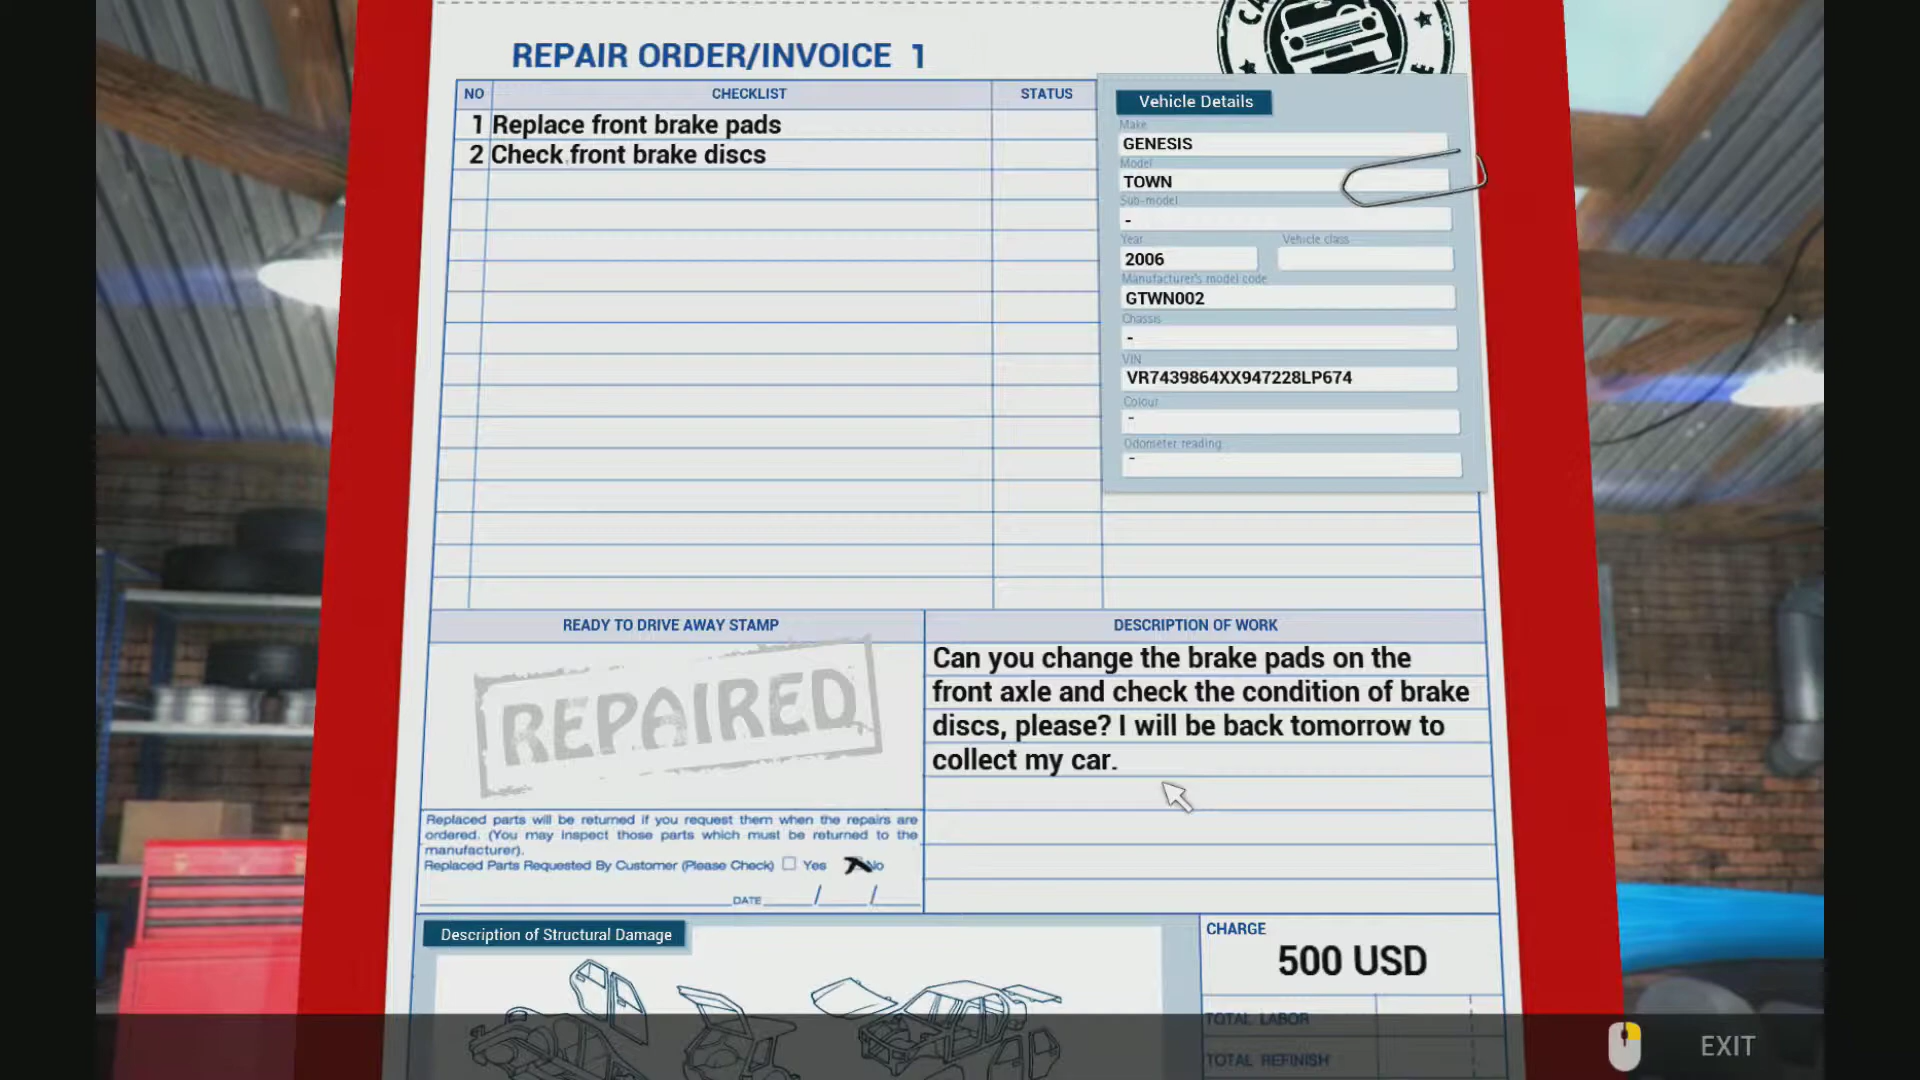 REPAIR ORDER/INVOICE 1
NO CHECKLIST STATUS
1 Replace front brake pads
2 Check front brake discs
Vehicle Details
Make
GENESIS
Model
TOWN
Sub-model
-
Year Vehicle class
2006
Manufacturer's model code
GTWN002
Chassis
-
VIN
VR7439864XX947228LP674
Colour
-
Odometer reading
-
READY TO DRIVE AWAY STAMP
REPAIRED
Replaced parts will be returned if you request them when the repairs are
ordered. (You may inspect those parts which must be returned to the
manufacturer).
Replaced Parts Requested By Customer (Please Check) Yes No
DATE / /
DESCRIPTION OF WORK
Can you change the brake pads on the
front axle and check the condition of brake
discs, please? I will be back tomorrow to
collect my car.
Description of Structural Damage
CHARGE
500 USD
TOTAL LABOR
TOTAL REFINISH
EXIT